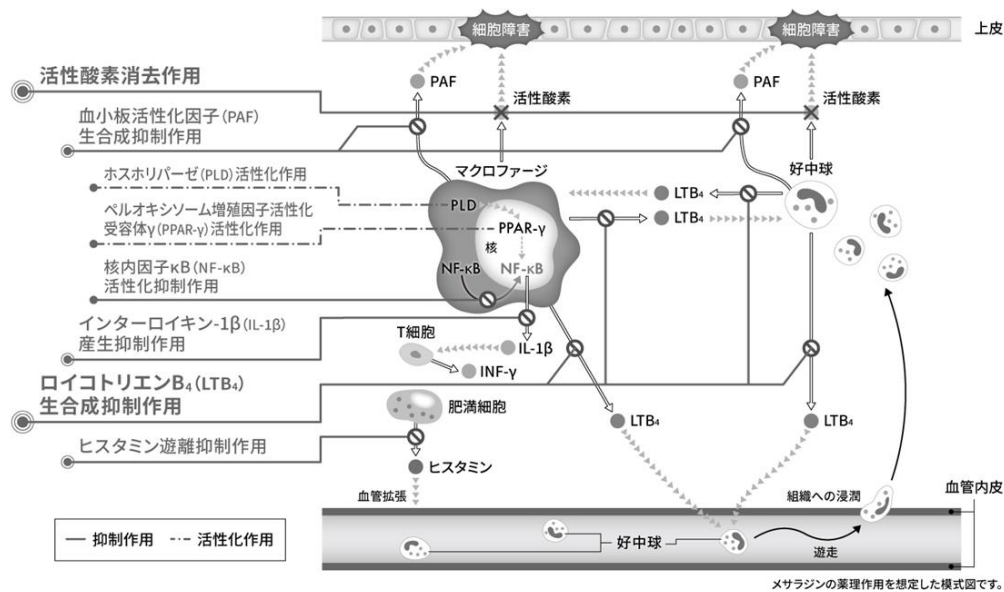 細胞障害
細胞障害
上皮
PAF
PAF
活性酸素消去作用
活性酸素
活性酸素
血小板活性化因子(PAF)
生合成抑制作用
マクロファージ
好中球
ホスホリパーゼ(PLD)活性化作用
PLD
LTB₄
LTB₄
ペルオキシソーム増殖因子活性化
受容体γ(PPAR-γ)活性化作用
PPAR-γ
核
NF-κB
NF-κB
核内因子κB(NF-κB)
活性化抑制作用
インターロイキン-1β(IL-1β)
産生抑制作用
T細胞
IL-1β
INF-γ
ロイコトリエンB₄(LTB₄)
生合成抑制作用
肥満細胞
LTB₄
LTB₄
ヒスタミン遊離抑制作用
ヒスタミン
血管拡張
組織への浸潤
血管内皮
抑制作用
活性化作用
好中球
遊走
メサラジンの薬理作用を想定した模式図です。